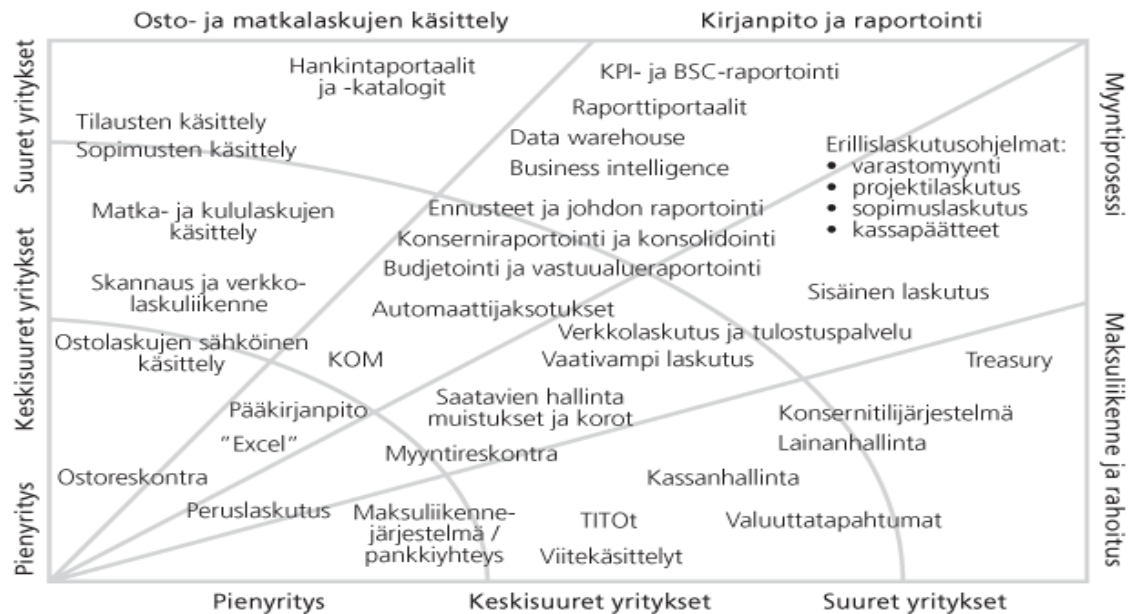 Osto- ja matkalaskujen käsittely
Kirjanpito ja raportointi
Suuret yritykset
Keskisuuret yritykset
Pienyritys
Hankintaportaalit
ja -katalogit
Tilausten käsittely
Sopimusten käsittely
Matka- ja kululaskujen
käsittely
Skannaus ja verkko-
laskuliikenne
Ostolaskujen sähköinen
käsittely
Ostoreskontra
KPI- ja BSC-raportointi
Raporttiportaalit
Data warehouse
Business intelligence
Ennusteet ja johdon raportointi
Konserniraportointi ja konsolidointi
Budjetointi ja vastuualueraportointi
Automaattijaksotukset
KOM
Pääkirjanpito
”Excel”
Erillislaskutusohjelmat:
• varastomyynti
• projektilaskutus
• sopimuslaskutus
• kassapäätteet
Sisäinen laskutus
Verkkolaskutus ja tulostuspalvelu
Vaativampi laskutus
Saatavien hallinta
muistukset ja korot
Myyntireskontra
Peruslaskutus
Treasury
Konsernitilijärjestelmä
Lainanhallinta
Kassanhallinta
Valuuttatapahtumat
TITOt
Viitekäsittelyt
Maksuliikenne-
järjestelmä /
pankkiyhteys
Myyntiprosessi
Maksuliikenne ja rahoitus
Pienyritys
Keskisuuret yritykset
Suuret yritykset